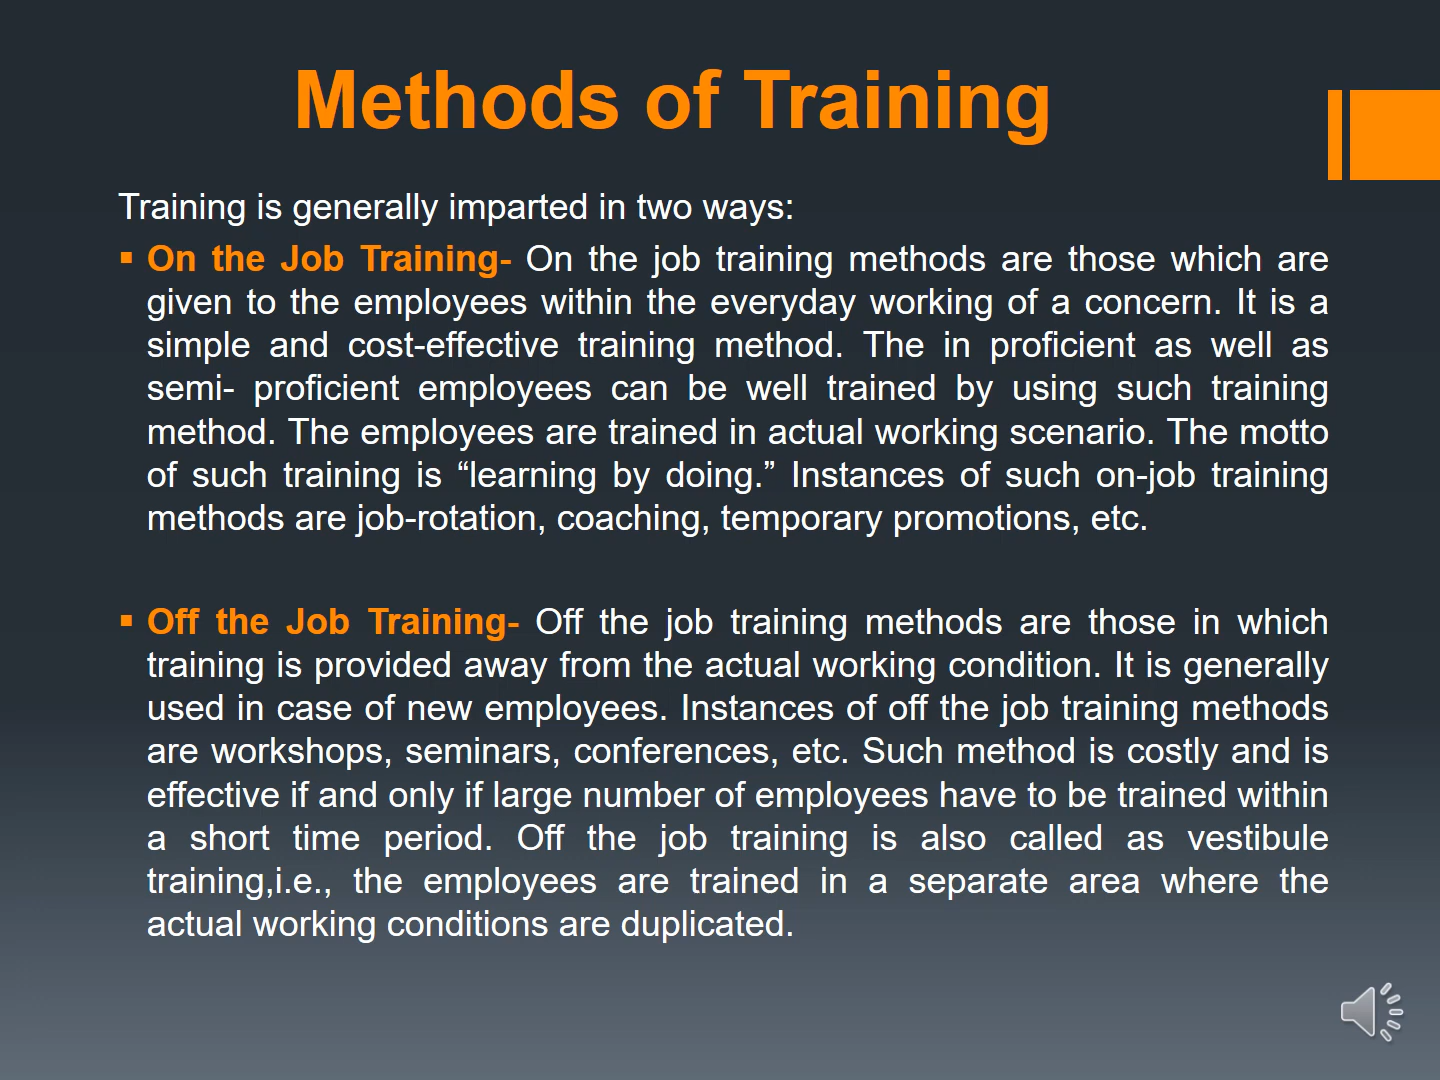 Methods of Training
Training is generally imparted in two ways:
▪ On the Job Training- On the job training methods are those which are
given to the employees within the everyday working of a concern. It is a
simple and cost-effective training method. The in proficient as well as
semi- proficient employees can be well trained by using such training
method. The employees are trained in actual working scenario. The motto
of such training is “learning by doing.” Instances of such on-job training
methods are job-rotation, coaching, temporary promotions, etc.
▪ Off the Job Training- Off the job training methods are those in which
training is provided away from the actual working condition. It is generally
used in case of new employees. Instances of off the job training methods
are workshops, seminars, conferences, etc. Such method is costly and is
effective if and only if large number of employees have to be trained within
a short time period. Off the job training is also called as vestibule
training,i.e., the employees are trained in a separate area where the
actual working conditions are duplicated.